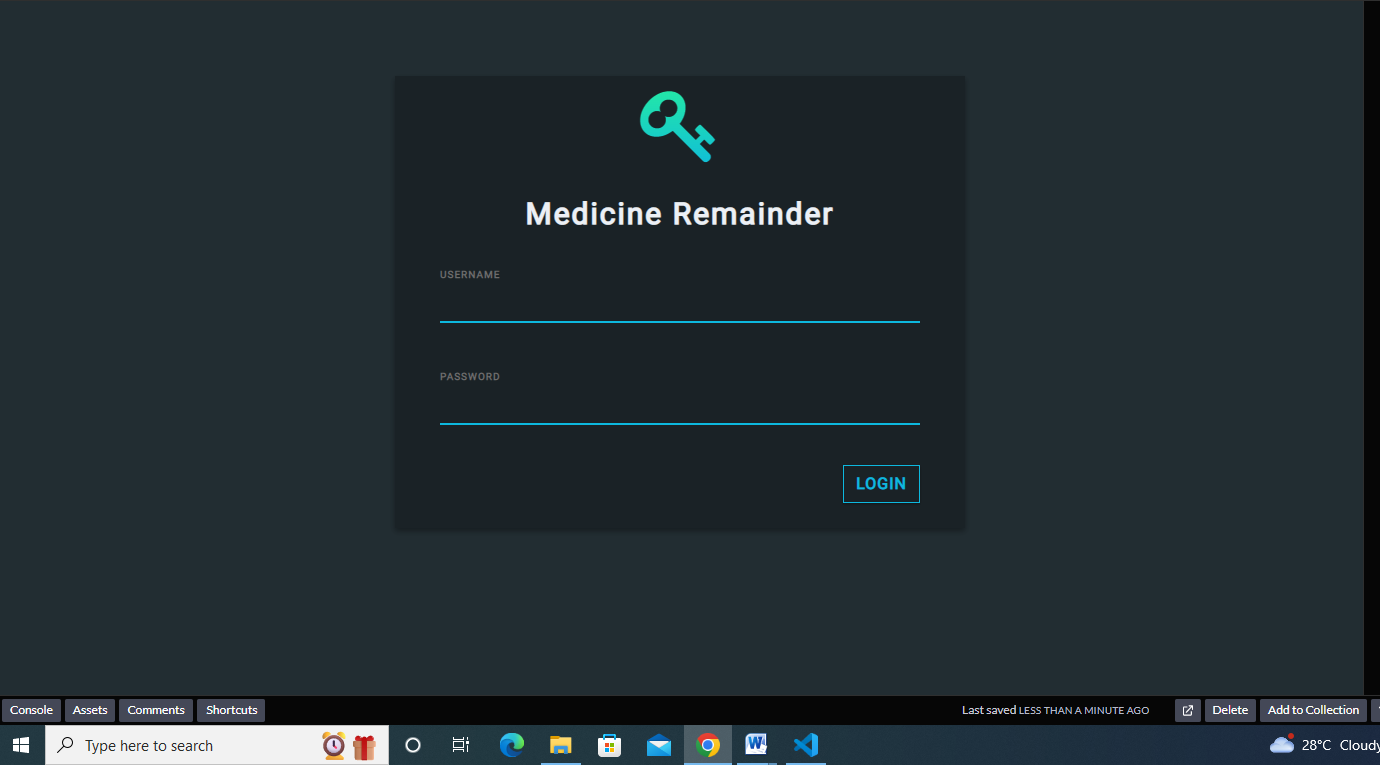 Medicine Remainder
USERNAME
PASSWORD
LOGIN
Console Assets Comments Shortcuts Last saved LESS THAN A MINUTE AGO Delete Add to Collection
Type here to search 28°C Cloudy